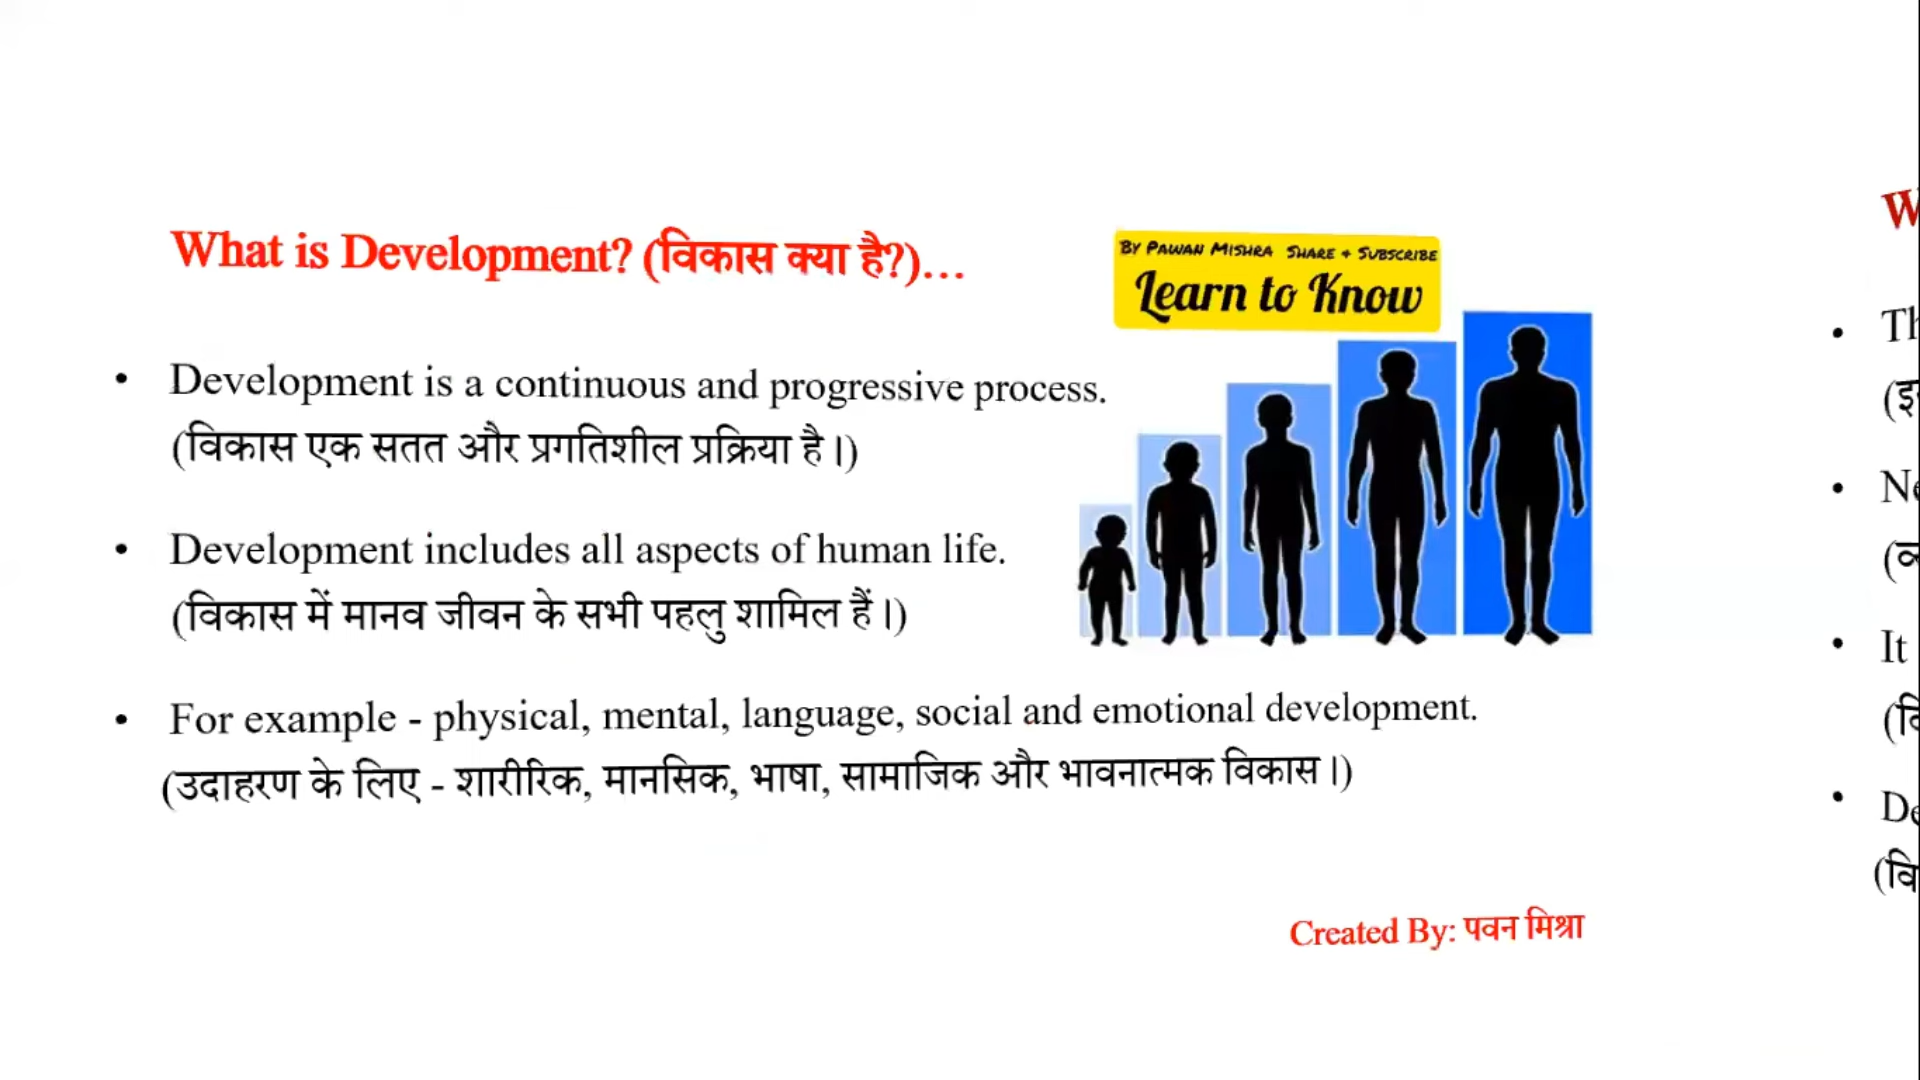 What is Development? (विकास क्या है?)...
By Pawan Mishra Share + Subscribe
Learn to Know
• Development is a continuous and progressive process.
(विकास एक सतत और प्रगतिशील प्रक्रिया है।)
• Development includes all aspects of human life.
(विकास में मानव जीवन के सभी पहलु शामिल हैं।)
• For example - physical, mental, language, social and emotional development.
(उदाहरण के लिए - शारीरिक, मानसिक, भाषा, सामाजिक और भावनात्मक विकास।)
Created By: पवन मिश्रा
• It